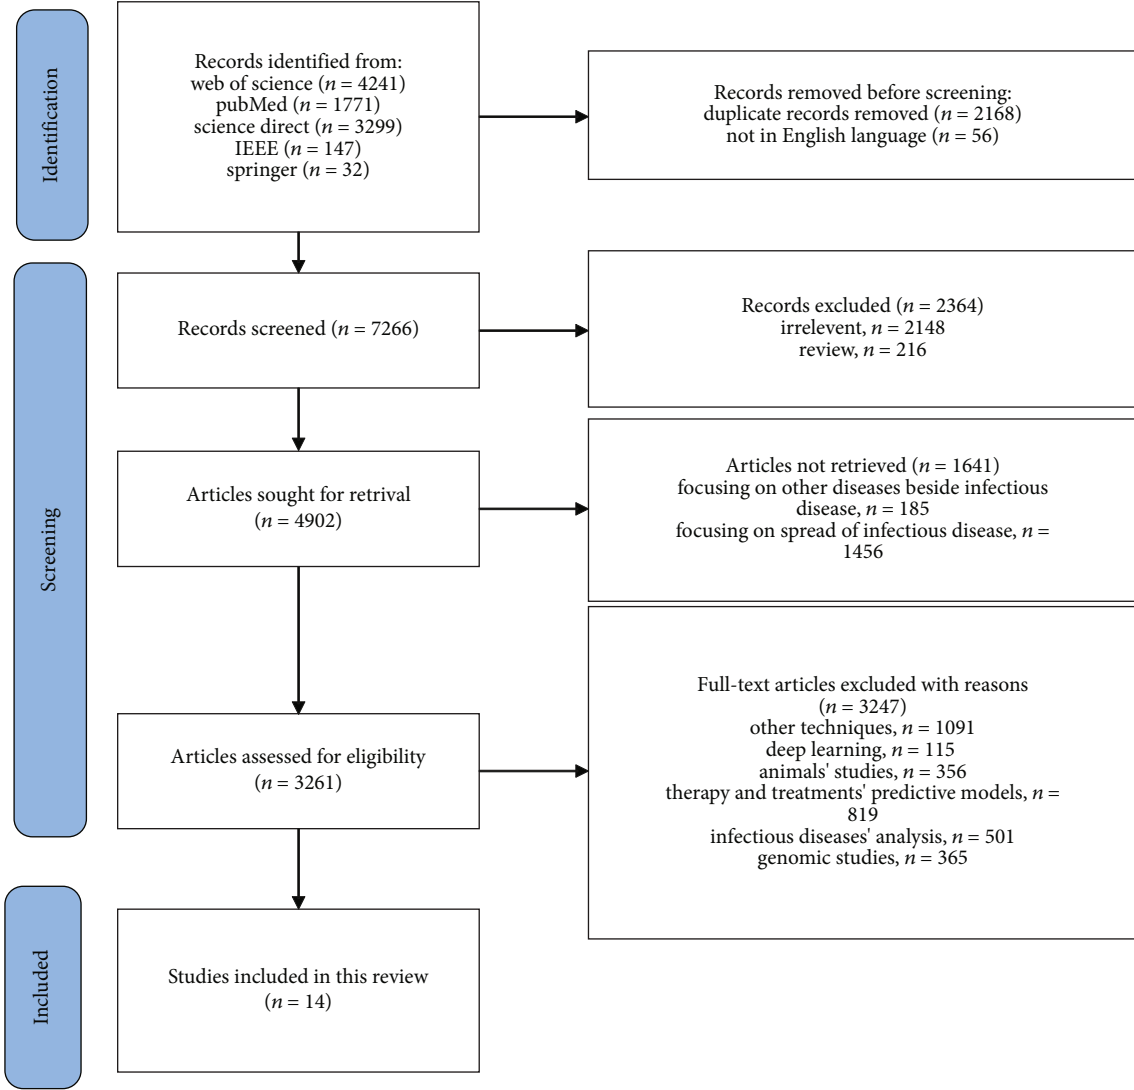 Identification
Records identified from:
web of science (n = 4241)
pubMed (n = 1771)
science direct (n = 3299)
IEEE (n = 147)
springer (n = 32)
Records removed before screening:
duplicate records removed (n = 2168)
not in English language (n = 56)
Screening
Records screened (n = 7266)
Records excluded (n = 2364)
irrelevent, n = 2148
review, n = 216
Articles sought for retrival
(n = 4902)
Articles not retrieved (n = 1641)
focusing on other diseases beside infectious
disease, n = 185
focusing on spread of infectious disease, n =
1456
Articles assessed for eligibility
(n = 3261)
Full-text articles excluded with reasons
(n = 3247)
other techniques, n = 1091
deep learning, n = 115
animals' studies, n = 356
therapy and treatments' predictive models, n =
819
infectious diseases' analysis, n = 501
genomic studies, n = 365
Included
Studies included in this review
(n = 14)